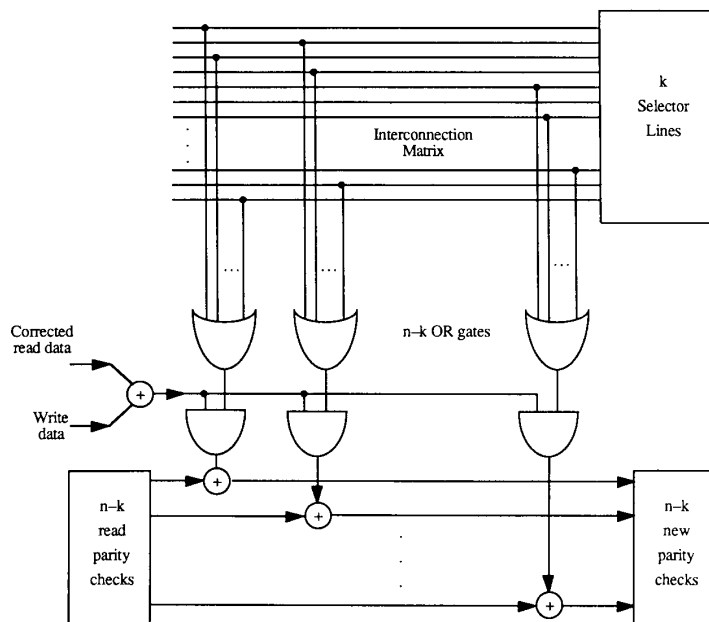 k
Selector
Lines
Interconnection
Matrix
...
...
...
n–k OR gates
Corrected
read data
+
Write
data
+
+
+
n–k
read
parity
checks
n–k
new
parity
checks